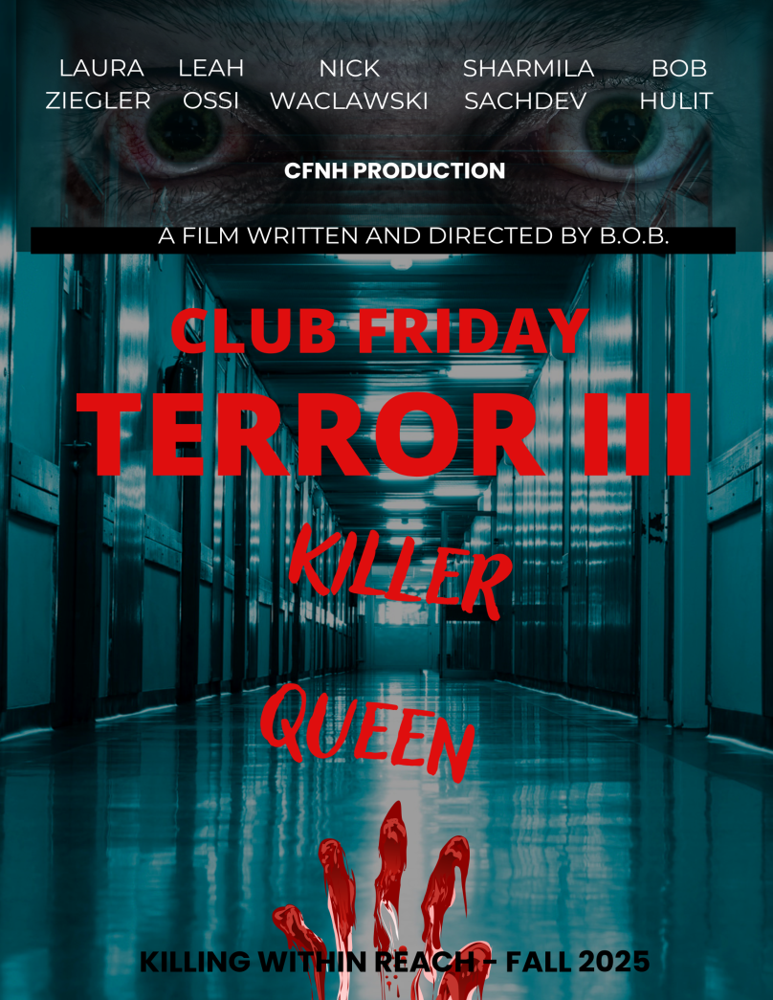 LAURA ZIEGLER
LEAH OSSI
NICK WACLAWSKI
SHARMILA SACHDEV
BOB HULIT
CFNH PRODUCTION
A FILM WRITTEN AND DIRECTED BY B.O.B.
CLUB FRIDAY
TERROR III
KILLER
QUEEN
KILLING WITHIN REACH - FALL 2025